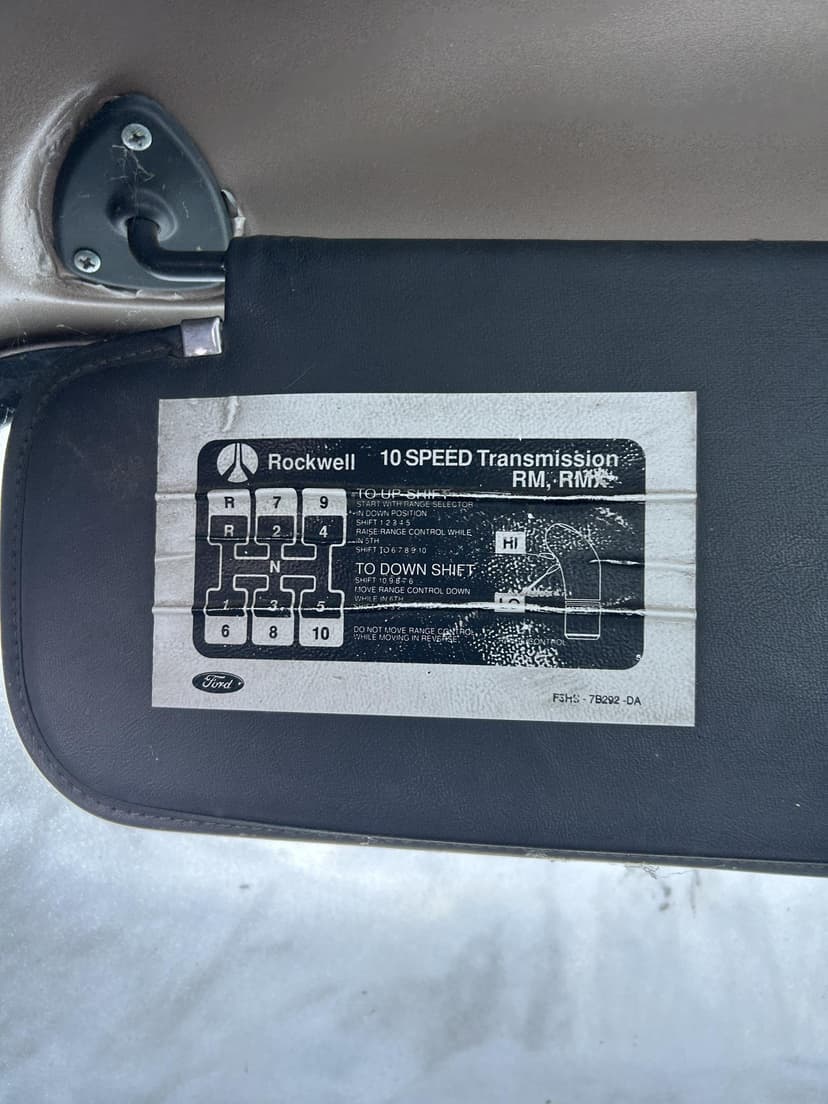 Rockwell 10 SPEED Transmission
RM, RMX
R 7 9
R 2 4
N
1 3 5
6 8 10
TO UP SHIFT
START WITH RANGE SELECTOR
IN DOWN POSITION
SHIFT 1 2 3 4 5
RAISE RANGE CONTROL WHILE
IN 5TH
SHIFT TO 6 7 8 9 10
TO DOWN SHIFT
SHIFT 10 9 8 7 6
MOVE RANGE CONTROL DOWN
WHILE IN 6TH
SHIFT
DO NOT MOVE RANGE CONTROL
WHILE MOVING IN REVERSE
HI
LO
CONTROL
Ford
F5HS - 7B292 -DA